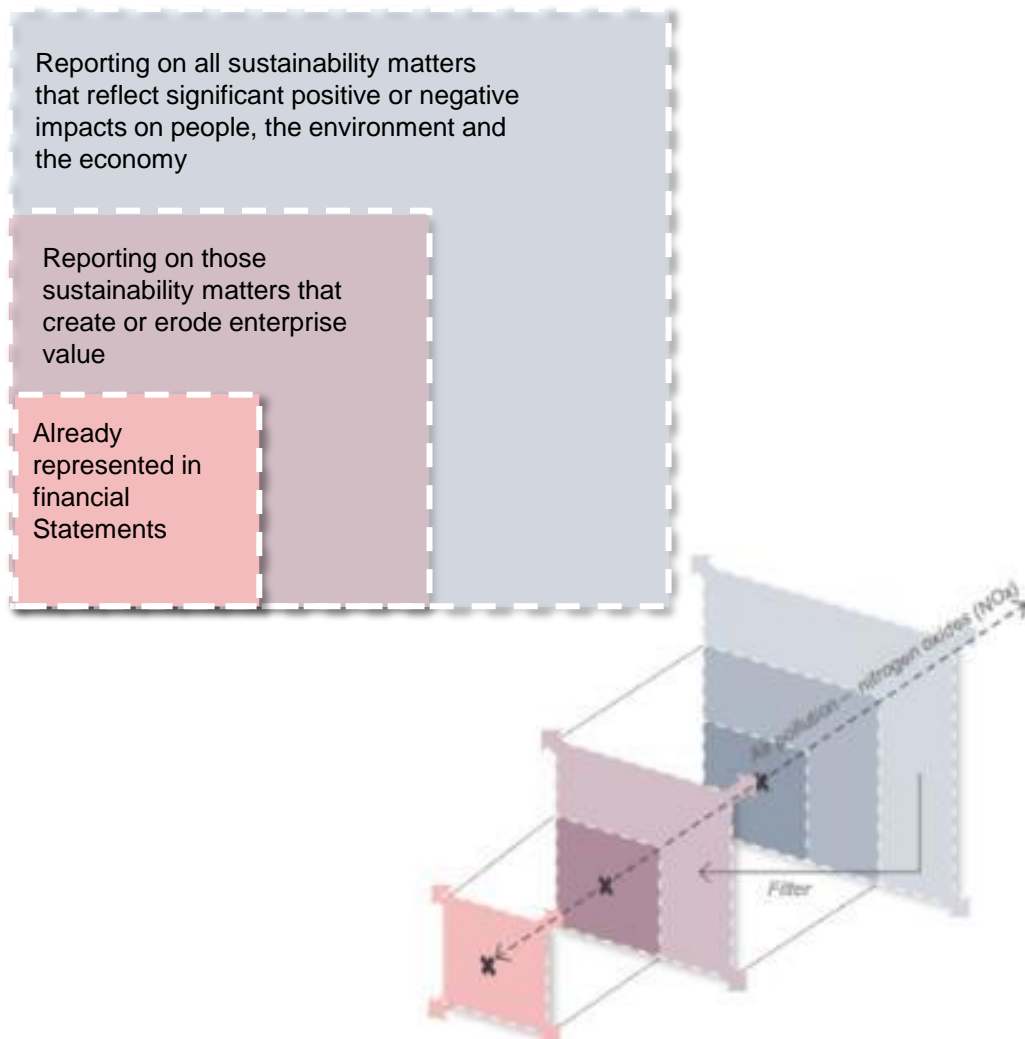 Reporting on all sustainability matters
that reflect significant positive or negative
impacts on people, the environment and
the economy
Reporting on those
sustainability matters that
create or erode enterprise
value
Already
represented in
financial
Statements
Air pollution – nitrogen oxides (NOx)
Filter